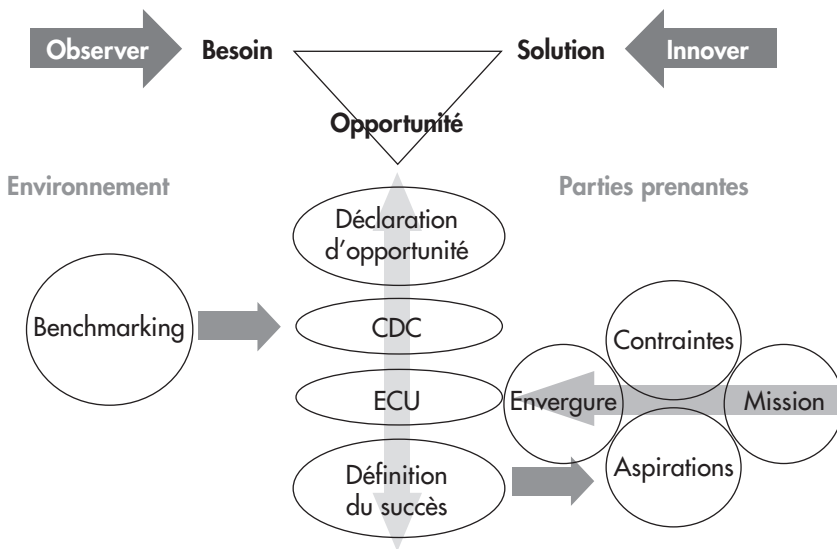 Observer Besoin Solution Innover
Opportunité
Environnement Parties prenantes
Déclaration
d'opportunité
Benchmarking CDC Contraintes
ECU Envergure Mission
Définition
du succès
Aspirations